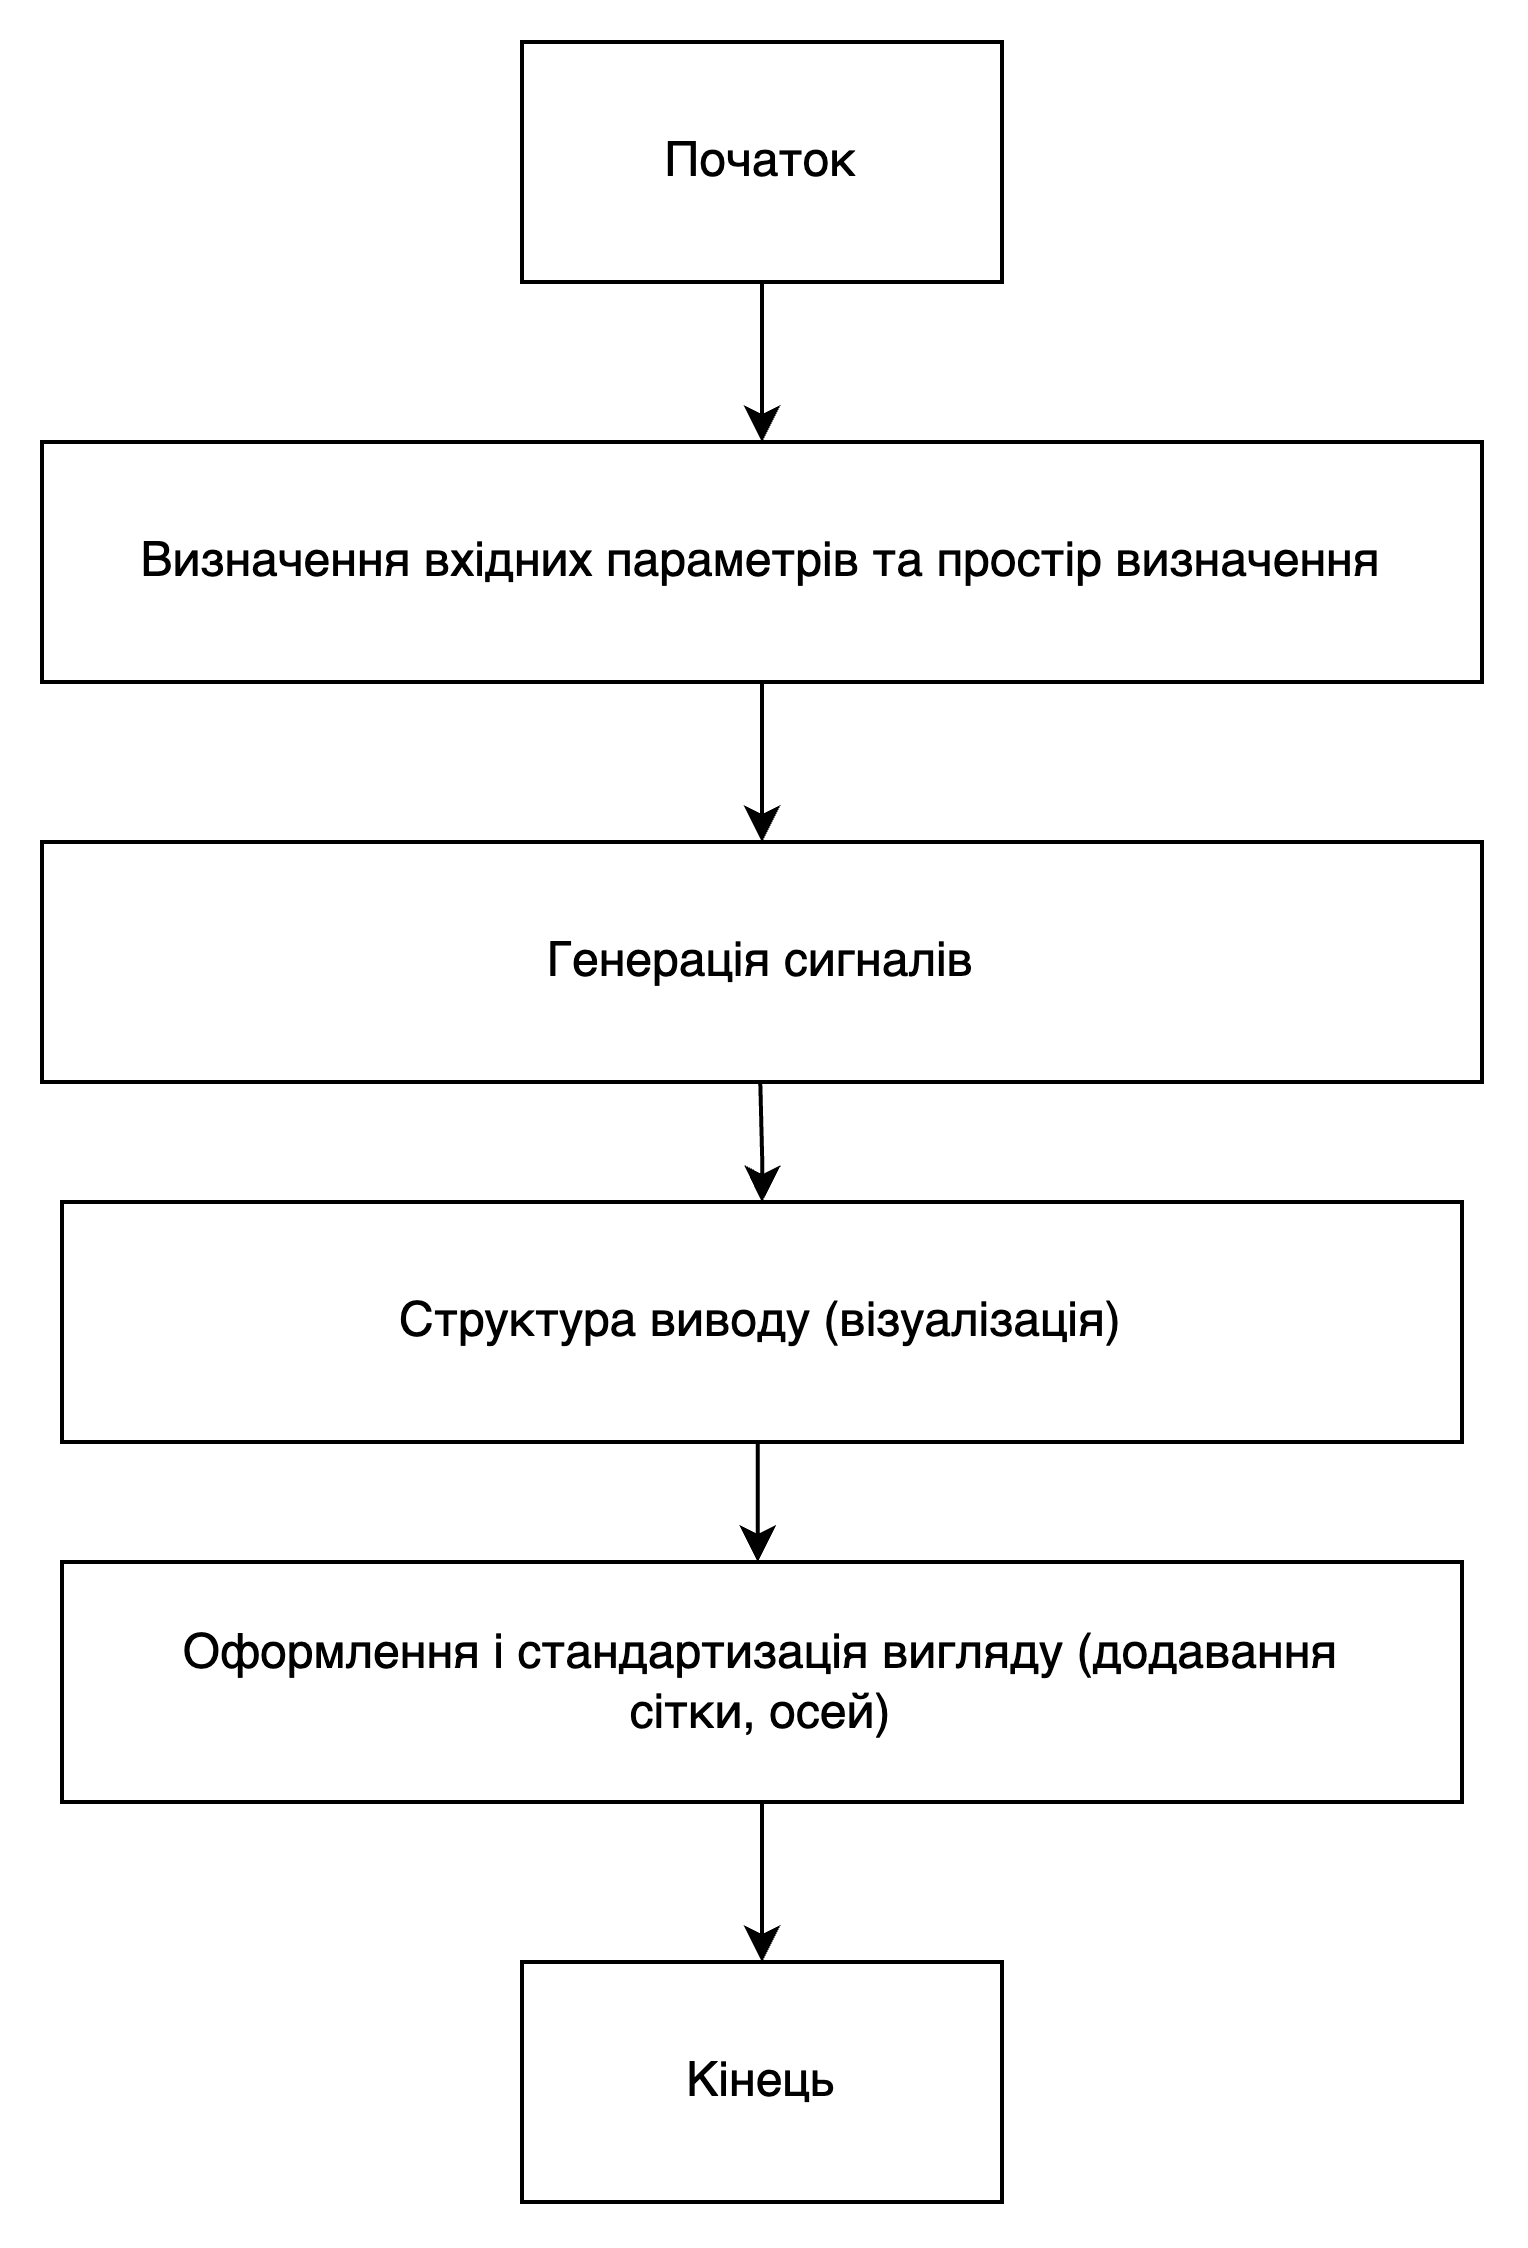 Початок
Визначення вхідних параметрів та простір визначення
Генерація сигналів
Структура виводу (візуалізація)
Оформлення і стандартизація вигляду (додавання
сітки, осей)
Кінець